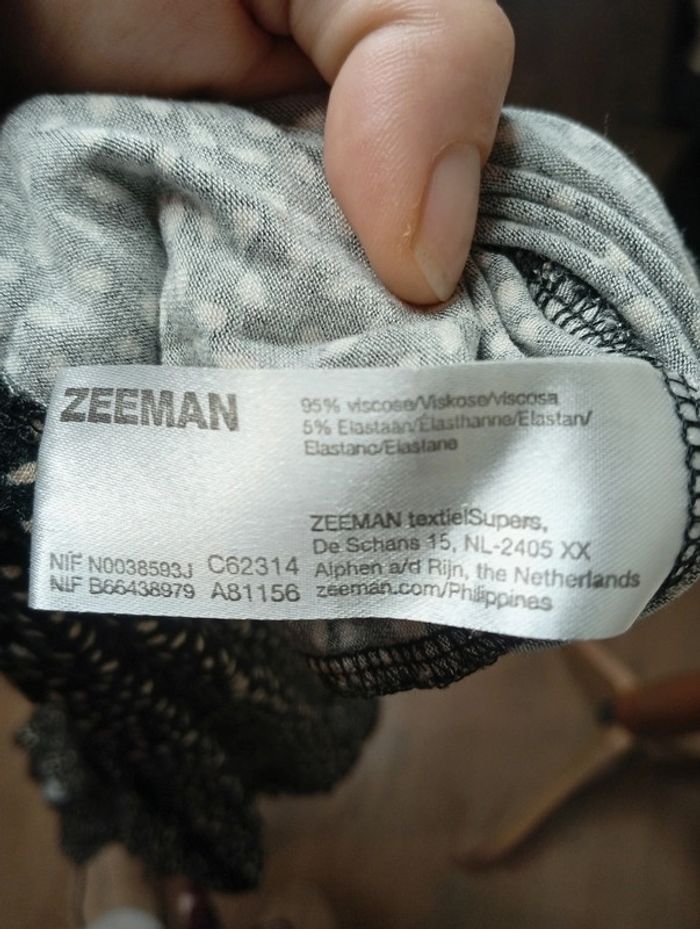 ZEEMAN
95% viscose/Viskose/viscosa
5% Elastaan/Élasthanne/Elastan/
Elastano/Elastane
NIF N0038593J C62314
NIF B66438979 A81156
ZEEMAN textielSupers,
De Schans 15, NL-2405 XX
Alphen a/d Rijn, the Netherlands
zeeman.com/Philippines